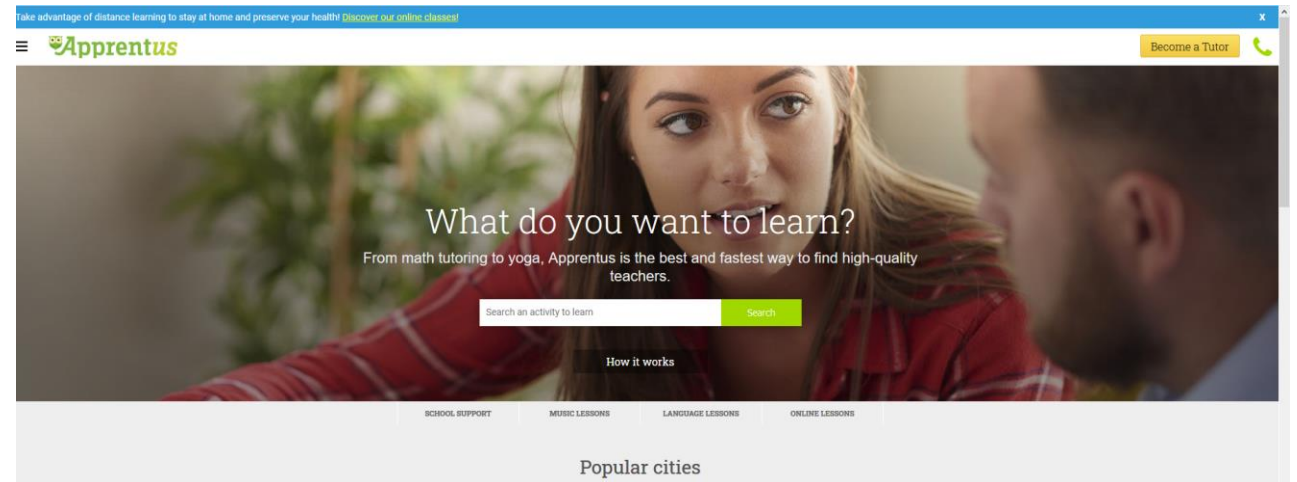 Take advantage of distance learning to stay at home and preserve your health! Discover our online classes!
X
Apprentus
Become a Tutor
What do you want to learn?
From math tutoring to yoga, Apprentus is the best and fastest way to find high-quality
teachers.
Search an activity to learn
Search
How it works
SCHOOL SUPPORT
MUSIC LESSONS
LANGUAGE LESSONS
ONLINE LESSONS
Popular cities